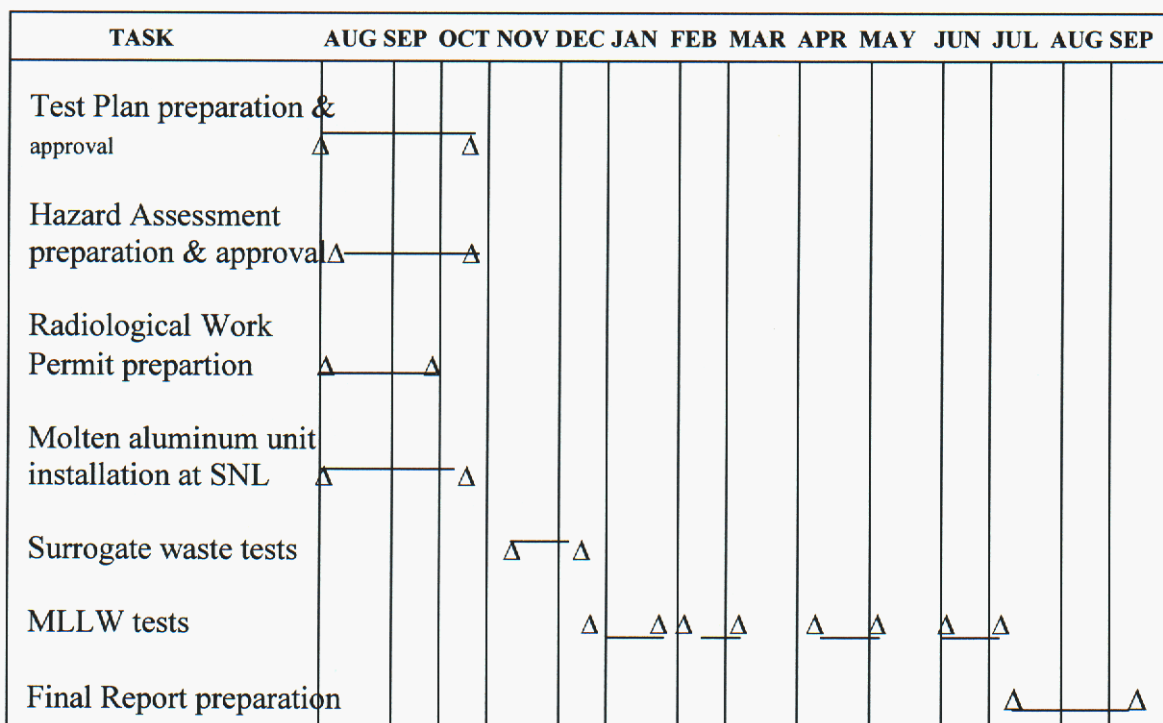 TASK AUG SEP OCT NOV DEC JAN FEB MAR APR MAY JUN JUL AUG SEP
Test Plan preparation &
approval
Δ Δ
Hazard Assessment
preparation & approval Δ Δ
Radiological Work
Permit prepartion Δ Δ
Molten aluminum unit
installation at SNL Δ Δ
Surrogate waste tests Δ Δ
MLLW tests Δ Δ Δ Δ Δ Δ Δ Δ
Final Report preparation Δ Δ